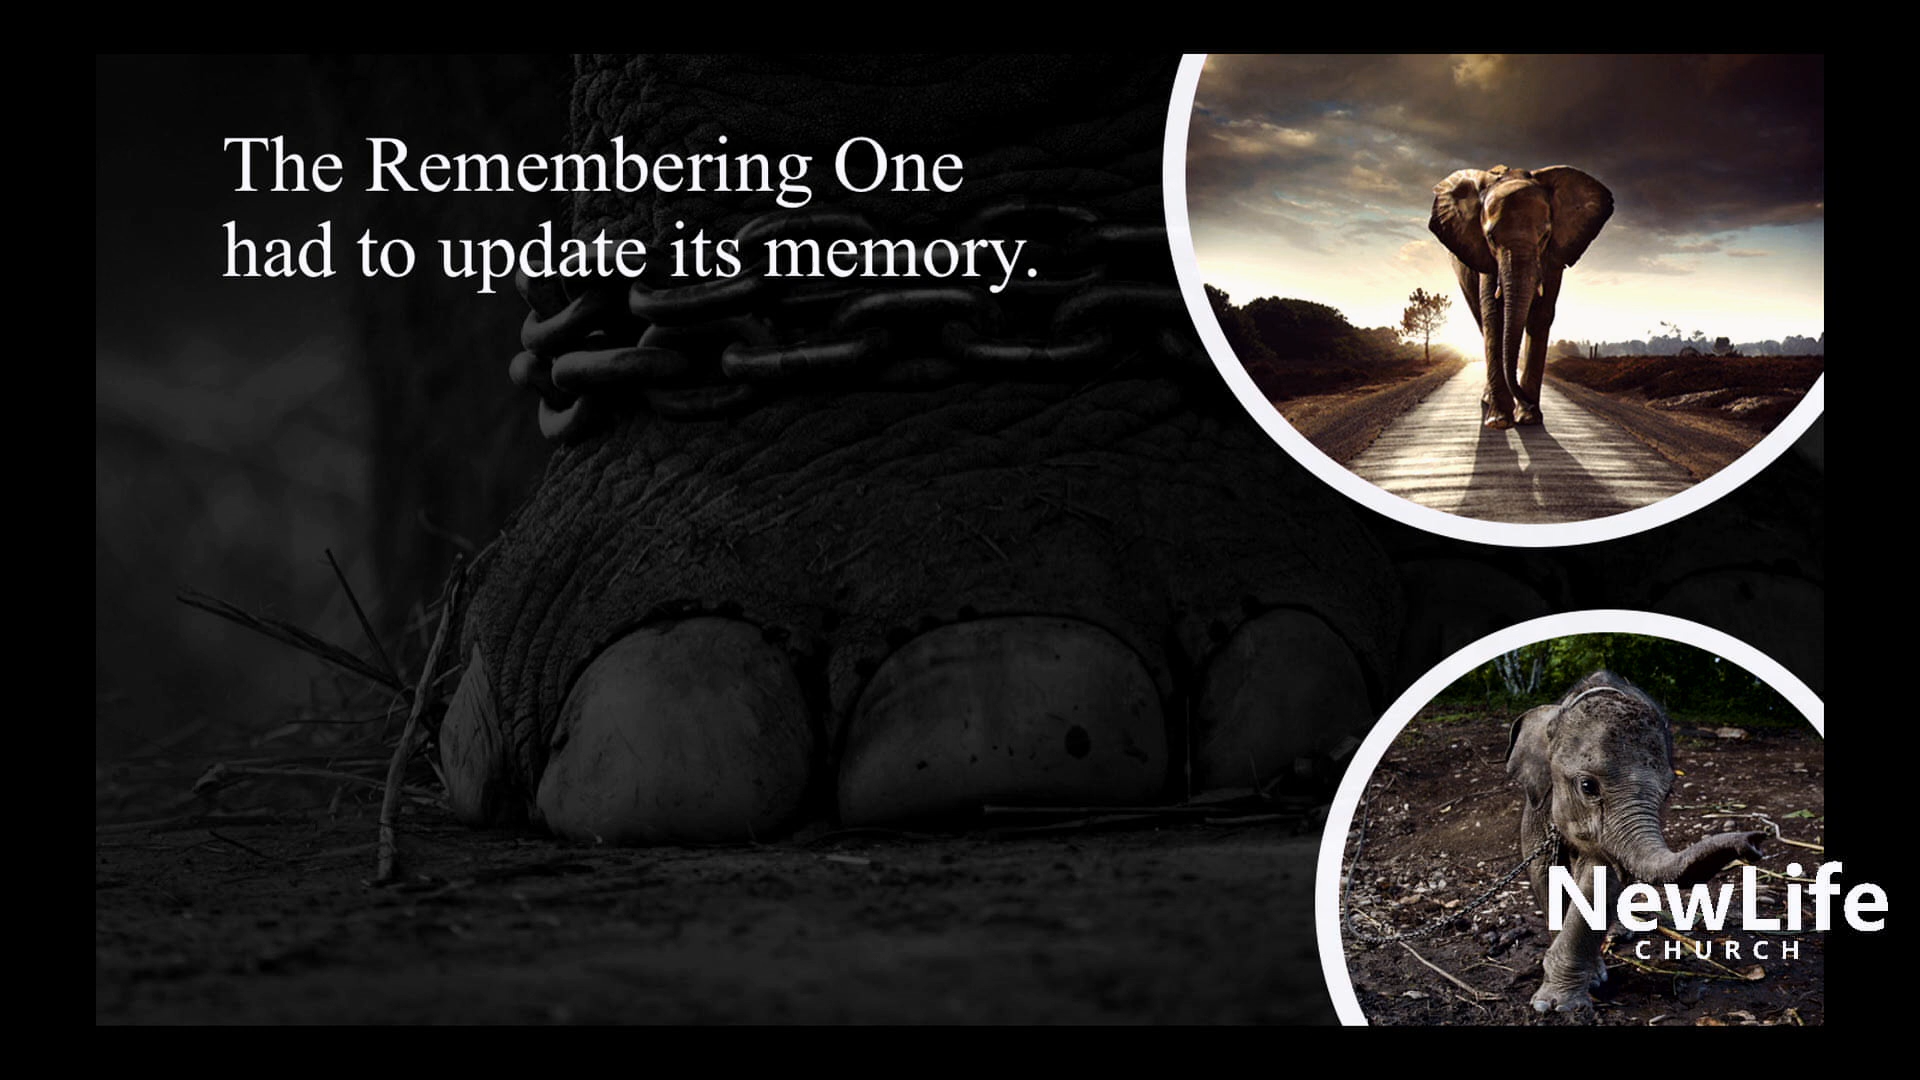 The Remembering One
had to update its memory.
NewLife
CHURCH